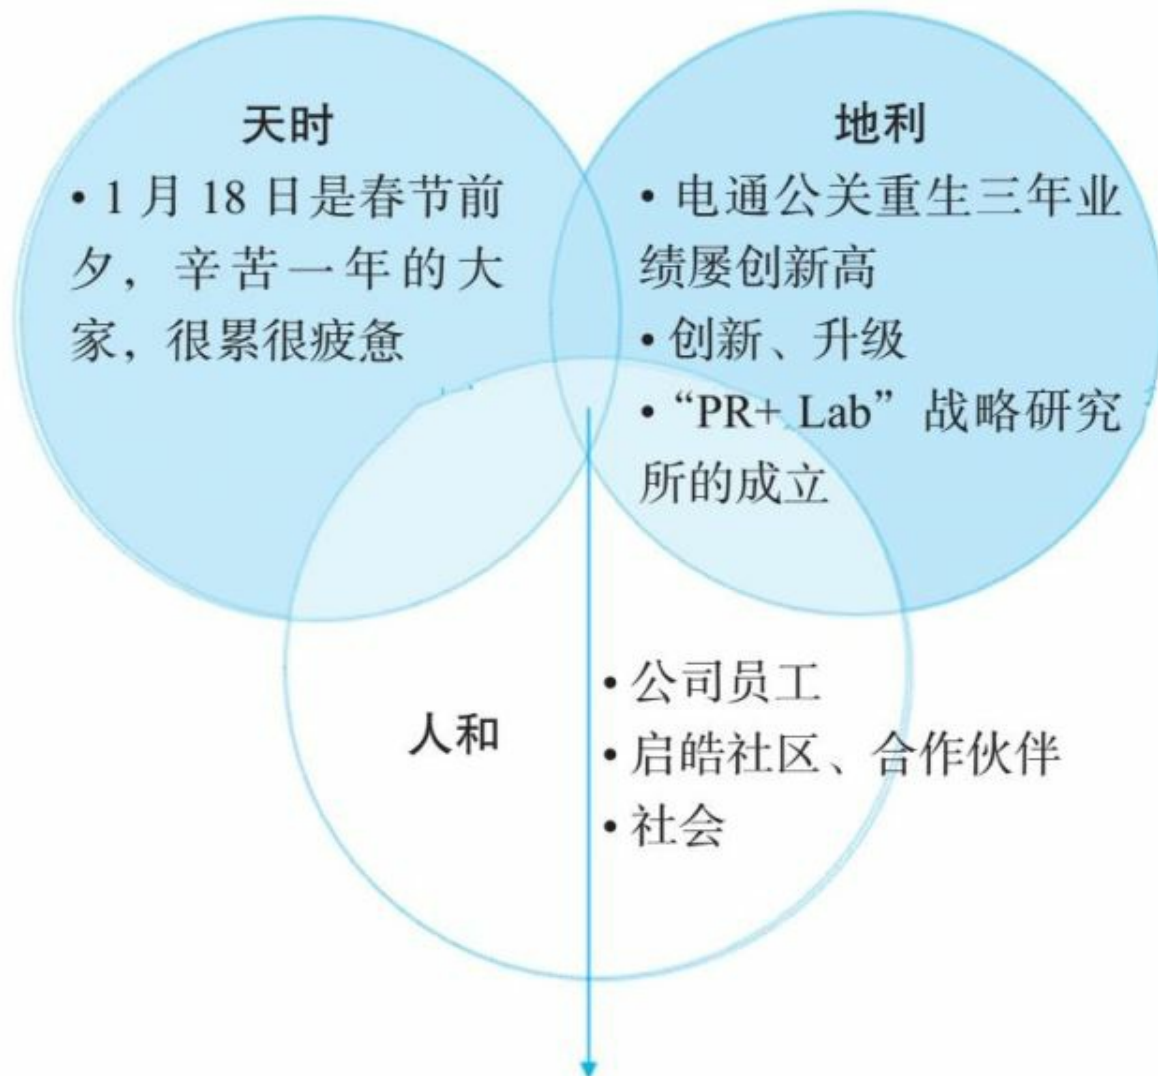 天时
• 1 月 18 日是春节前
夕，辛苦一年的大
家，很累很疲惫
地利
• 电通公关重生三年业
绩屡创新高
• 创新、升级
• “PR+ Lab” 战略研究
所的成立
人和
• 公司员工
• 启皓社区、合作伙伴
• 社会